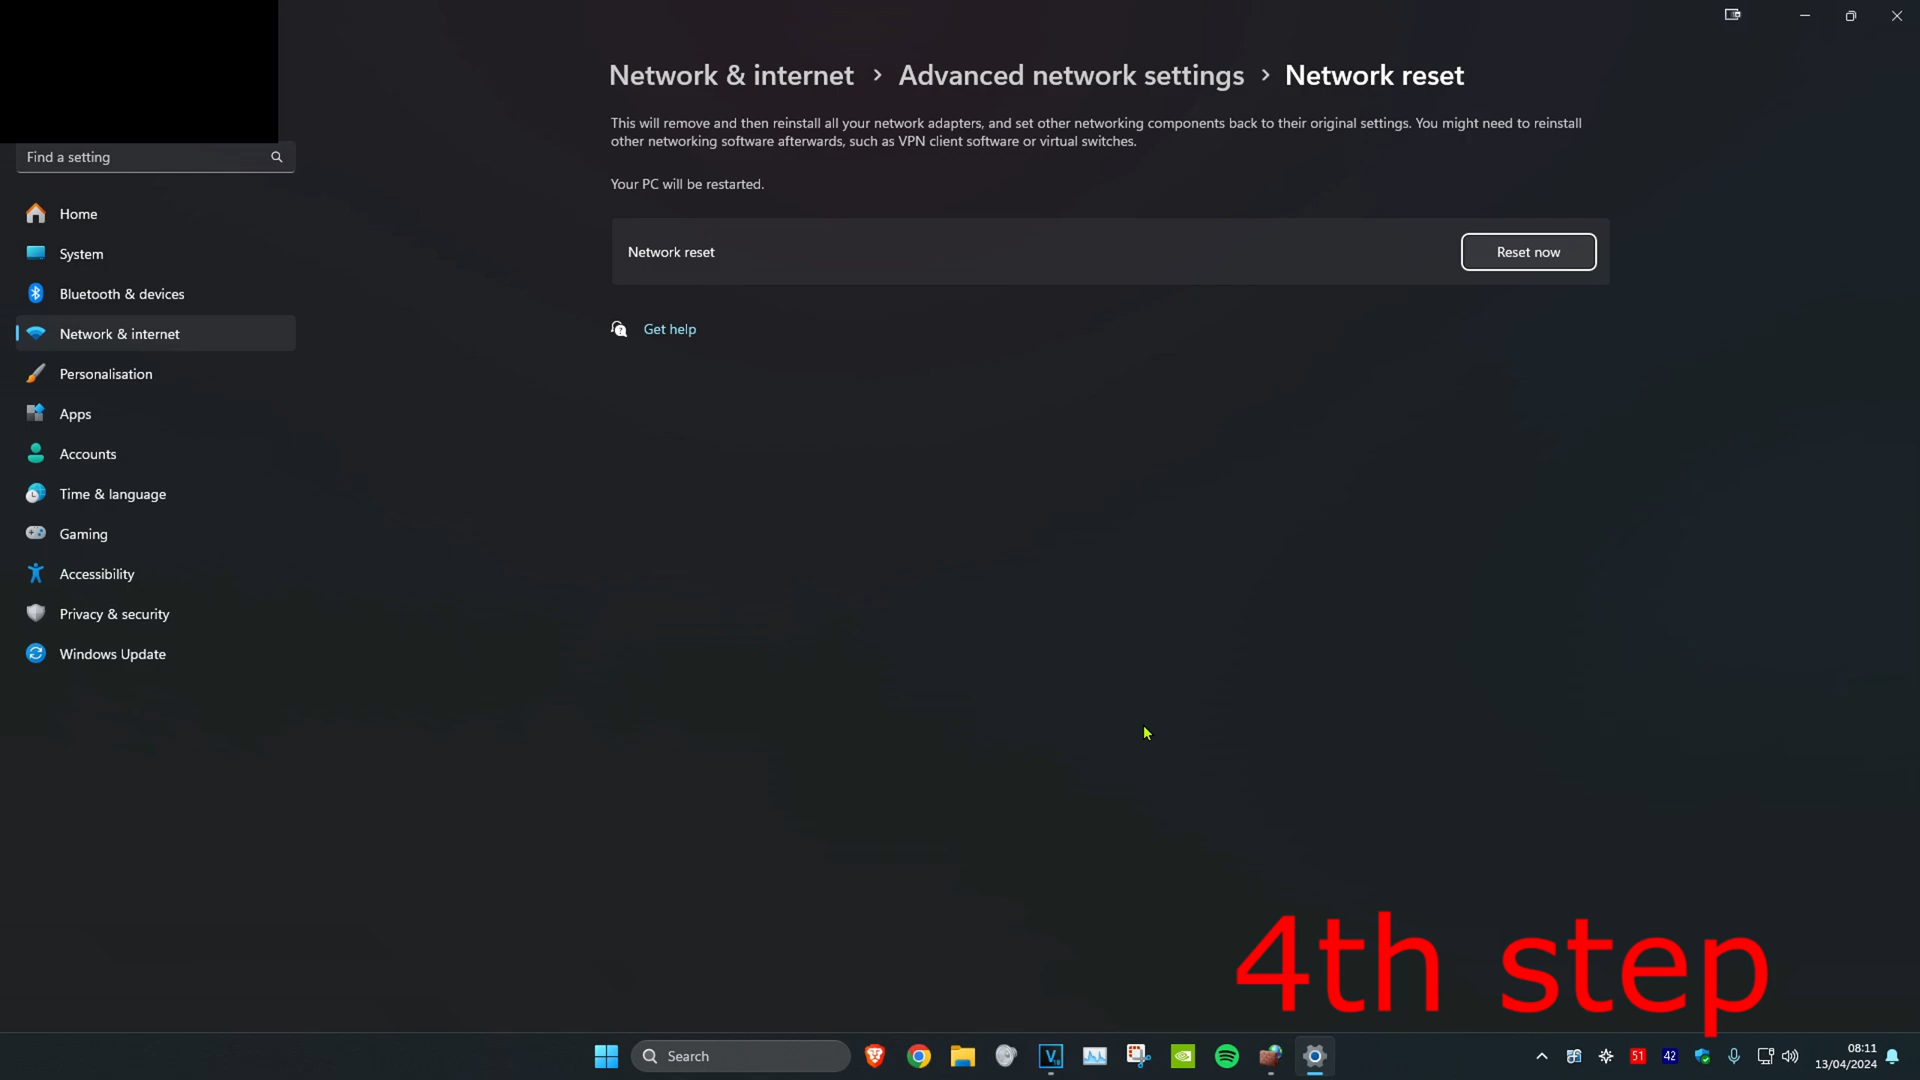 Network & internet > Advanced network settings > Network reset
This will remove and then reinstall all your network adapters, and set other networking components back to their original settings. You might need to reinstall
other networking software afterwards, such as VPN client software or virtual switches.
Your PC will be restarted.
Network reset
Reset now
Get help
Find a setting
Home
System
Bluetooth & devices
Network & internet
Personalisation
Apps
Accounts
Time & language
Gaming
Accessibility
Privacy & security
Windows Update
4th step
Search
51
42
08:11
13/04/2024